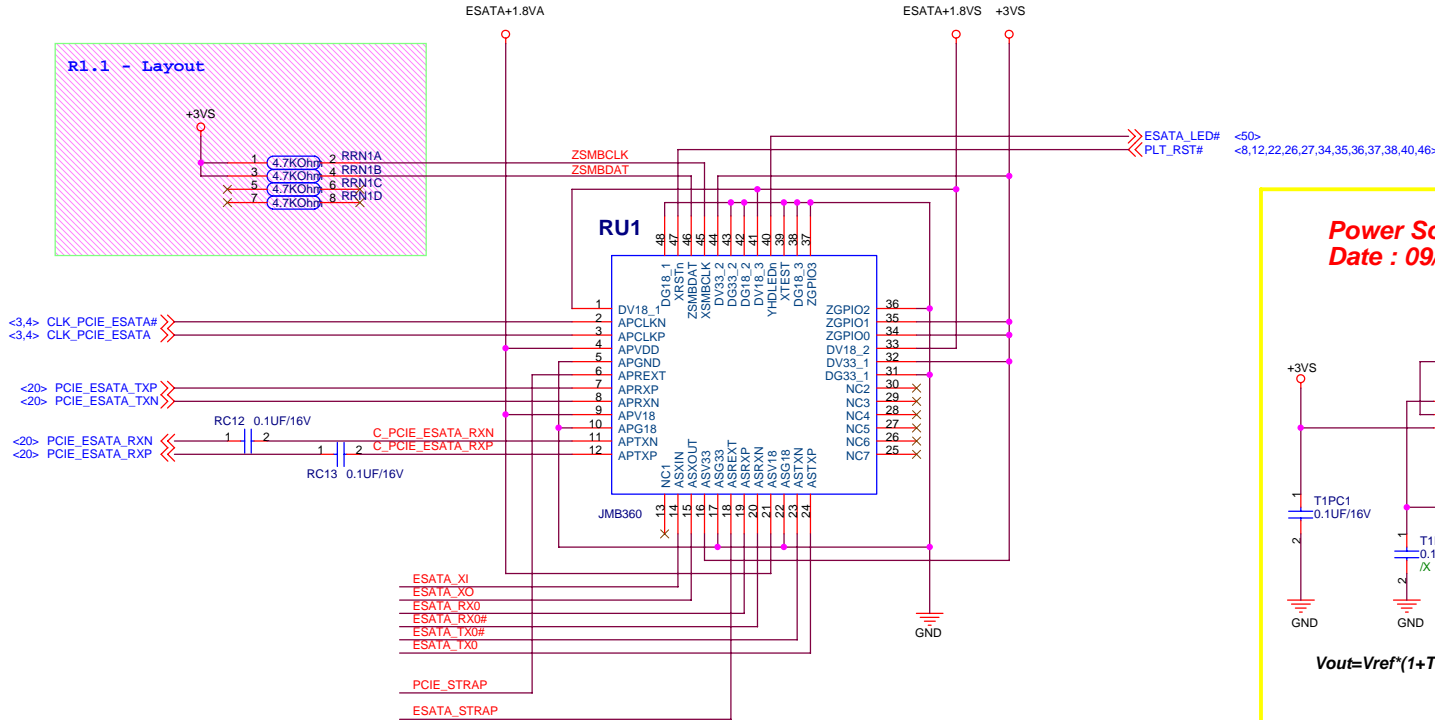 ESATA+1.8VA
ESATA+1.8VS +3VS
R1.1 - Layout
+3VS
1 4.7KOhm 2 RRN1A
3 4.7KOhm 4 RRN1B
5 4.7KOhm 6 RRN1C
7 4.7KOhm 8 RRN1D
ZSMBCLK
ZSMBDAT
ESATA_LED# <50>
PLT_RST# <8,12,22,26,27,34,35,36,37,38,40,46>
RU1
48 47 46 45 44 43 42 41 40 39 38 37
DG18_1
XRSTn
ZSMBDAT
XSMBCLK
DV33_2
DG33_2
DG18_2
DV18_3
YHDLEDn
XTEST
DG18_3
ZGPIO3
1 DV18_1
2 APCLKN
3 APCLKP
4 APVDD
5 APGND
6 APREXT
7 APRXP
8 APRXN
9 APV18
10 APG18
11 APTXN
12 APTXP
ZGPIO2 36
ZGPIO1 35
ZGPIO0 34
DV18_2 33
DV33_1 32
DG33_1 31
NC2 30
NC3 29
NC4 28
NC5 27
NC6 26
NC7 25
NC1
ASXIN
ASXOUT
ASV33
ASG33
ASREXT
ASRXP
ASRXN
ASV18
ASG18
ASTXN
ASTXP
13 14 15 16 17 18 19 20 21 22 23 24
JMB360
<3,4> CLK_PCIE_ESATA#
<3,4> CLK_PCIE_ESATA
<20> PCIE_ESATA_TXP
<20> PCIE_ESATA_TXN
<20> PCIE_ESATA_RXN
<20> PCIE_ESATA_RXP
RC12 0.1UF/16V
1 2
C_PCIE_ESATA_RXN
C_PCIE_ESATA_RXP
1 2
RC13 0.1UF/16V
ESATA_XI
ESATA_XO
ESATA_RX0
ESATA_RX0#
ESATA_TX0#
ESATA_TX0
PCIE_STRAP
ESATA_STRAP
GND
Power
Date : 09
+3VS
1
T1PC1
0.1UF/16V
2
GND
1
/X
2
GND
Vout=Vref*(1+T